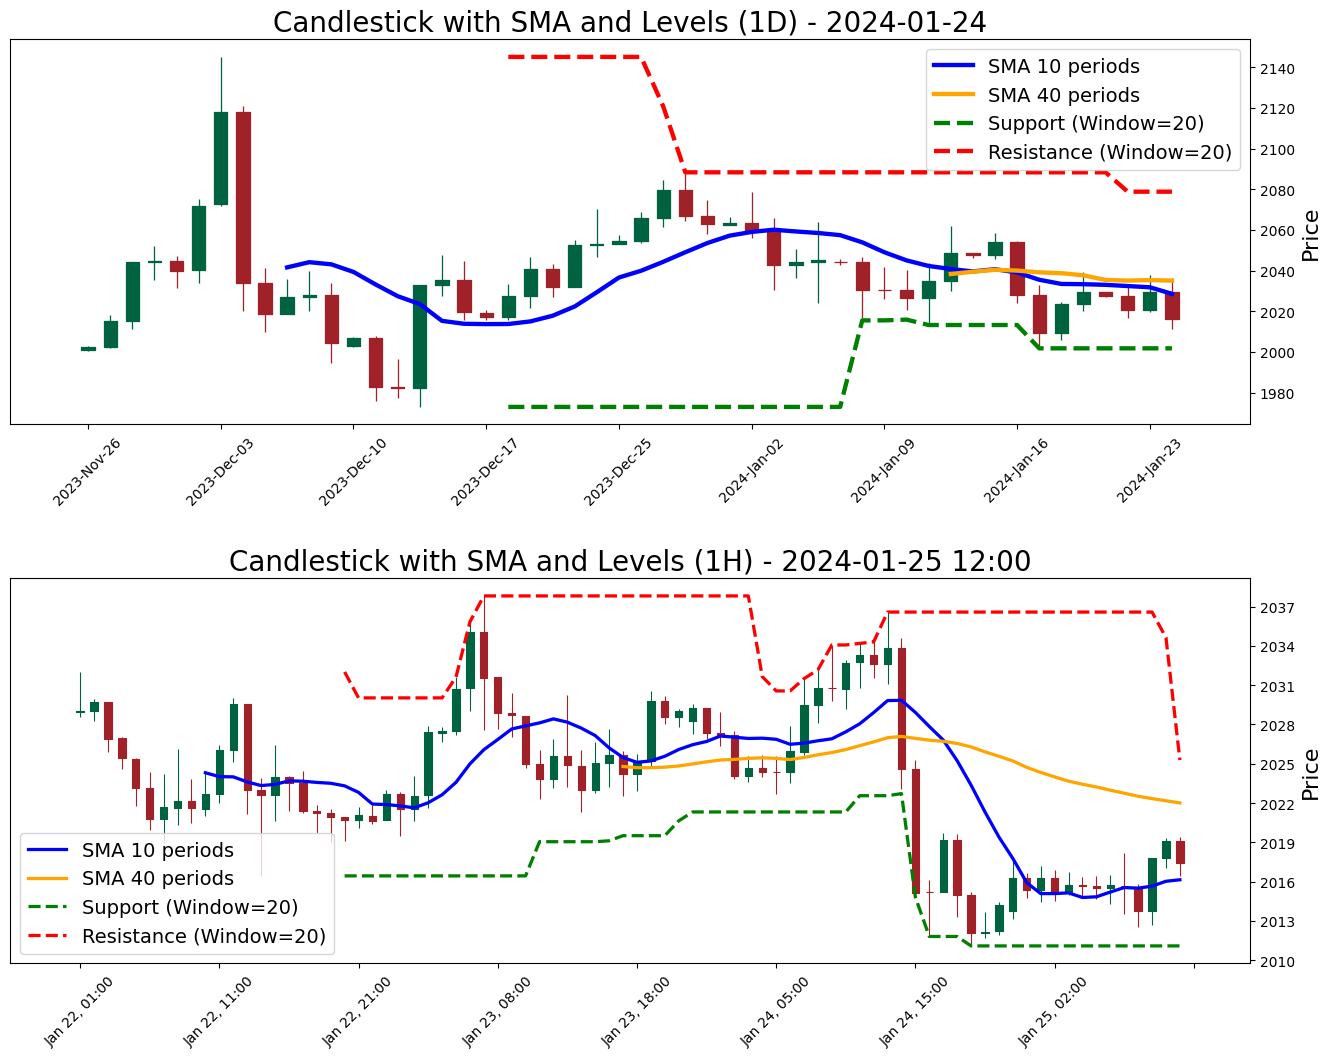 Candlestick with SMA and Levels (1D) - 2024-01-24
SMA 10 periods
SMA 40 periods
Support (Window=20)
Resistance (Window=20)
2140
2120
2100
2080
2060
2040
2020
2000
1980
Price
2023-Nov-26
2023-Dec-03
2023-Dec-10
2023-Dec-17
2023-Dec-25
2024-Jan-02
2024-Jan-09
2024-Jan-16
2024-Jan-23
Candlestick with SMA and Levels (1H) - 2024-01-25 12:00
2037
2034
2031
2028
2025
2022
2019
2016
2013
2010
Price
SMA 10 periods
SMA 40 periods
Support (Window=20)
Resistance (Window=20)
Jan 22, 01:00
Jan 22, 11:00
Jan 22, 21:00
Jan 23, 08:00
Jan 23, 18:00
Jan 24, 05:00
Jan 24, 15:00
Jan 25, 02:00